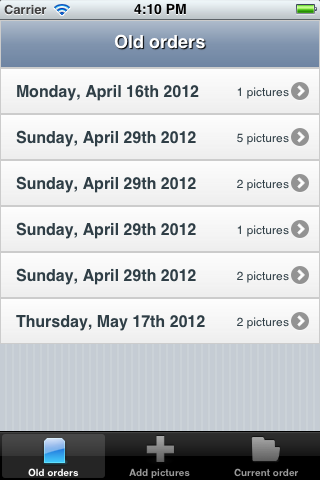 Carrier 4:10 PM
Old orders
Monday, April 16th 2012 1 pictures
Sunday, April 29th 2012 5 pictures
Sunday, April 29th 2012 2 pictures
Sunday, April 29th 2012 1 pictures
Sunday, April 29th 2012 2 pictures
Thursday, May 17th 2012 2 pictures
Old orders Add pictures Current order